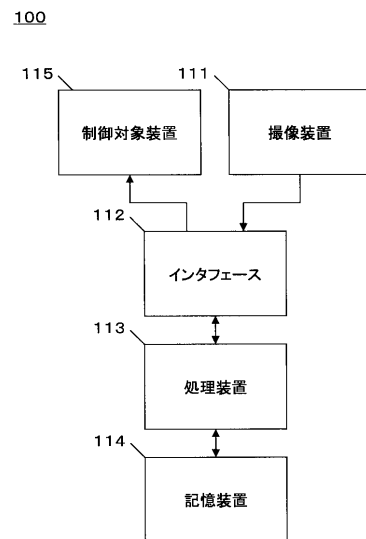 100
115
111
制御対象装置
撮像装置
112
インタフェース
113
処理装置
114
記憶装置